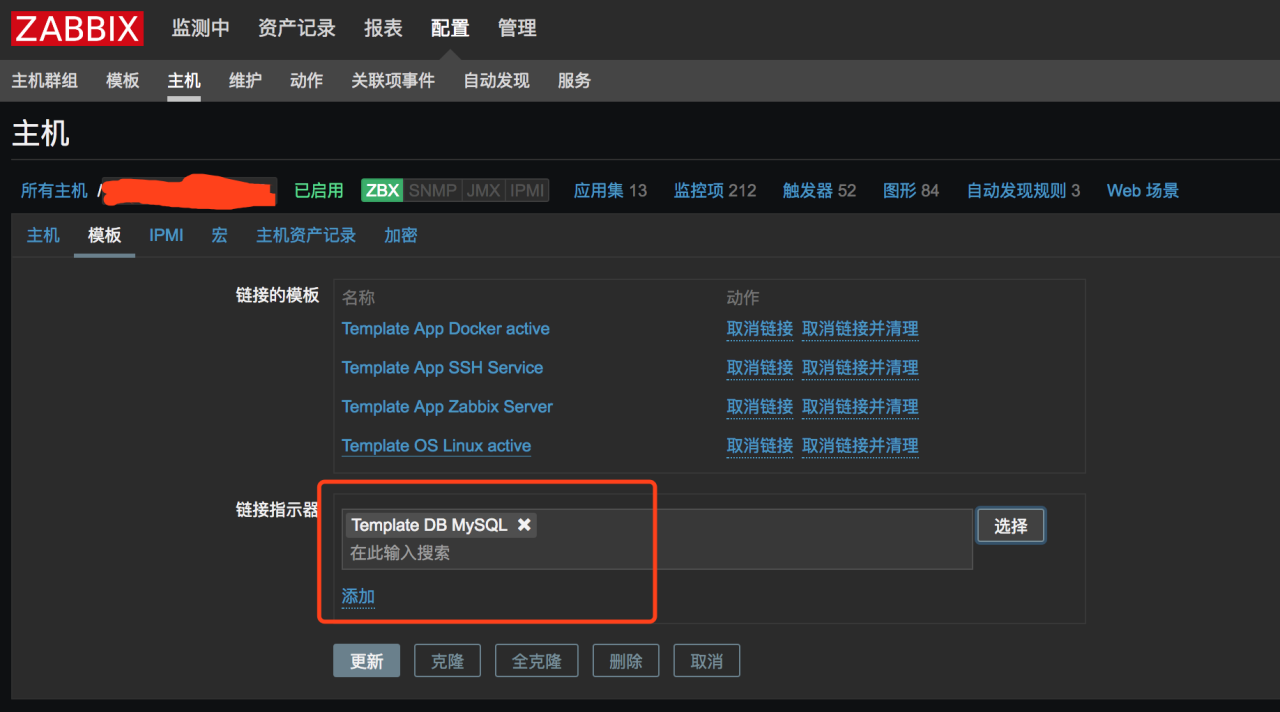 ZABBIX 监测中 资产记录 报表 配置 管理
主机群组 模板 主机 维护 动作 关联项事件 自动发现 服务
主机
所有主机 / 已启用 ZBX SNMP JMX IPMI 应用集 13 监控项 212 触发器 52 图形 84 自动发现规则 3 Web 场景
主机 模板 IPMI 宏 主机资产记录 加密
链接的模板 名称 动作
Template App Docker active 取消链接 取消链接并清理
Template App SSH Service 取消链接 取消链接并清理
Template App Zabbix Server 取消链接 取消链接并清理
Template OS Linux active 取消链接 取消链接并清理
链接指示器 Template DB MySQL ✖ 选择
在此输入搜索
添加
更新 克隆 全克隆 删除 取消